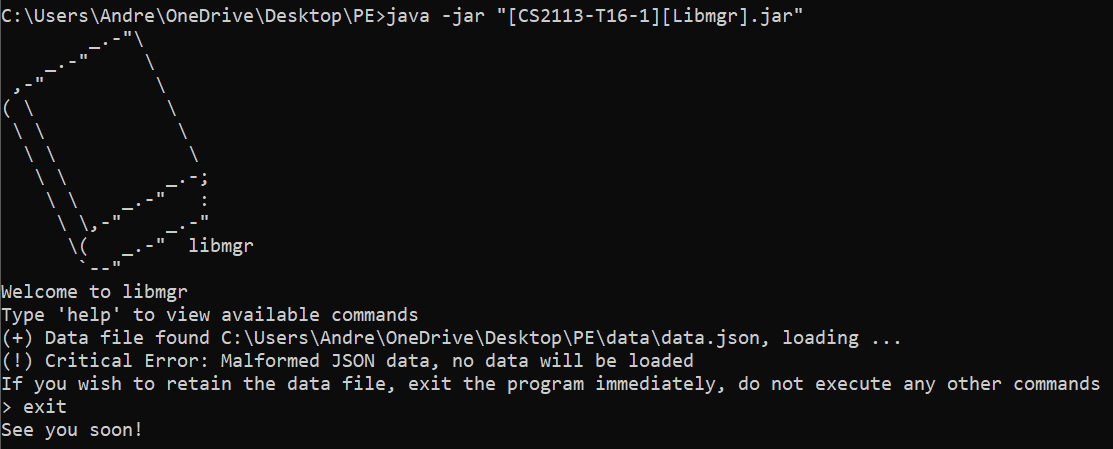 C:\Users\Andre\OneDrive\Desktop\PE>java -jar "[CS2113-T16-1][Libmgr].jar"
libmgr
Welcome to libmgr
Type 'help' to view available commands
(+) Data file found C:\Users\Andre\OneDrive\Desktop\PE\data\data.json, loading ...
(!) Critical Error: Malformed JSON data, no data will be loaded
If you wish to retain the data file, exit the program immediately, do not execute any other commands
> exit
See you soon!